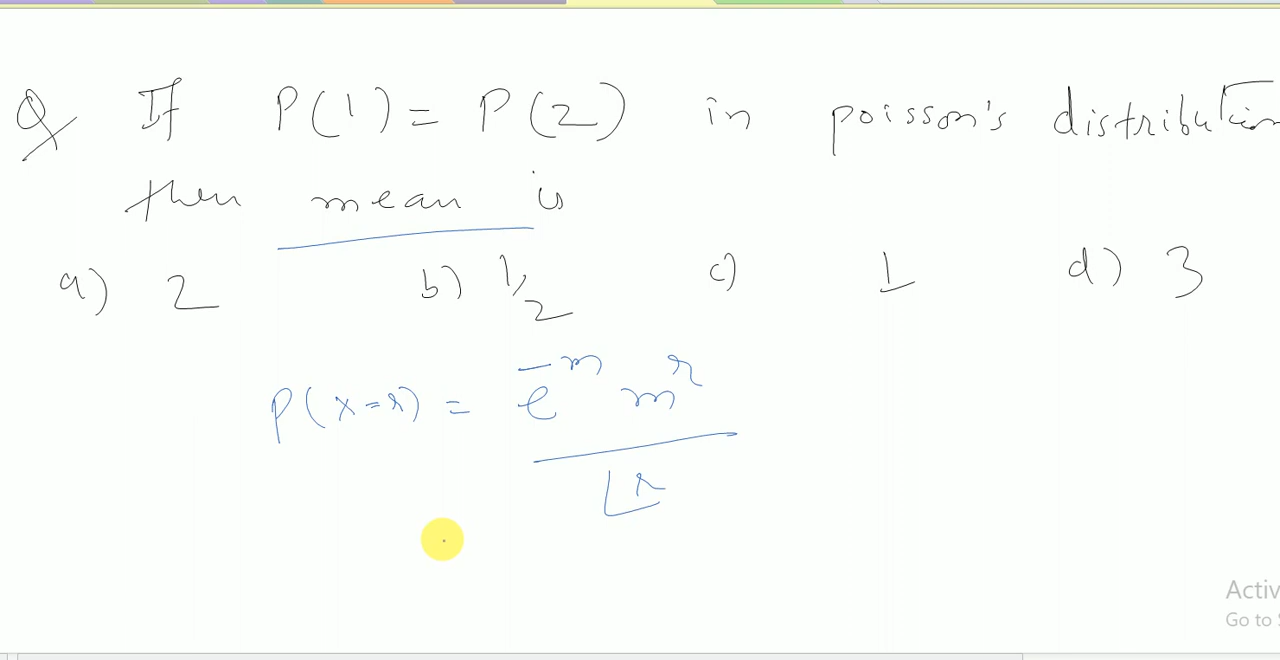 Q If P(1) = P(2) in poisson's distribution
then mean is
a) 2 b) 1/2 c) 1 d) 3
P(x=r) = e^-m m^r / ⌊r
Activ
Go to S